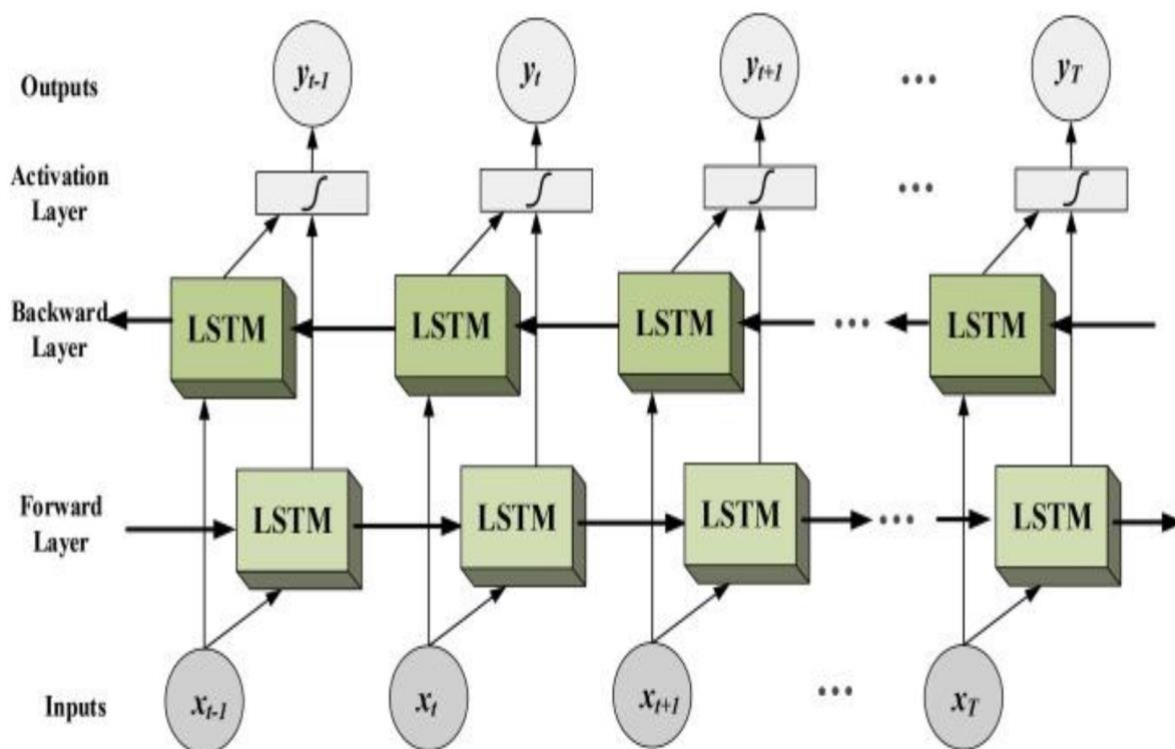 Outputs
y_{t-1} y_t y_{t+1} ... y_T
Activation
Layer
∫ ∫ ∫ ... ∫
Backward
Layer
LSTM LSTM LSTM ... LSTM
Forward
Layer
LSTM LSTM LSTM ... LSTM
Inputs
x_{t-1} x_t x_{t+1} ... x_T